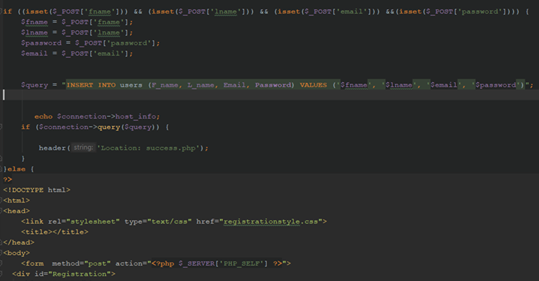 if ((isset($_POST['fname'])) && (isset($_POST['lname'])) && (isset($_POST['email'])) &&(isset($_POST['password']))) {
$fname = $_POST['fname'];
$lname = $_POST['lname'];
$password = $_POST['password'];
$email = $_POST['email'];
$query = "INSERT INTO users (F_name, L_name, Email, Password) VALUES ('$fname', '$lname', '$email', '$password')";
echo $connection->host_info;
if ($connection->query($query)) {
header( string: 'Location: success.php');
}
}else {
?>
<!DOCTYPE html>
<html>
<head>
<link rel="stylesheet" type="text/css" href="registrationstyle.css">
<title></title>
</head>
<body>
<form method="post" action="<?php $_SERVER['PHP_SELF'] ?>">
<div id="Registration">